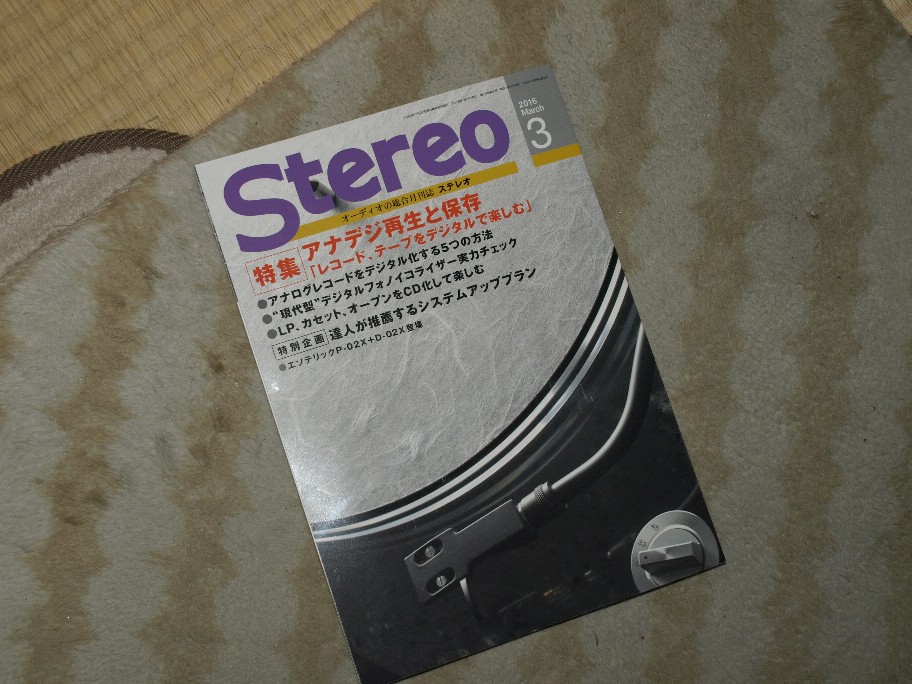 2016
March
3
Stereo
オーディオの総合月刊誌 ステレオ
特集 アナデジ再生と保存
「レコード、テープをデジタルで楽しむ」
●アナログレコードをデジタル化する5つの方法
●“現代型”デジタルフォノイコライザー実力チェック
●LP、カセット、オープンをCD化して楽しむ
特別企画 達人が推薦するシステムアッププラン
●エソテリックP-02X+D-02X登場